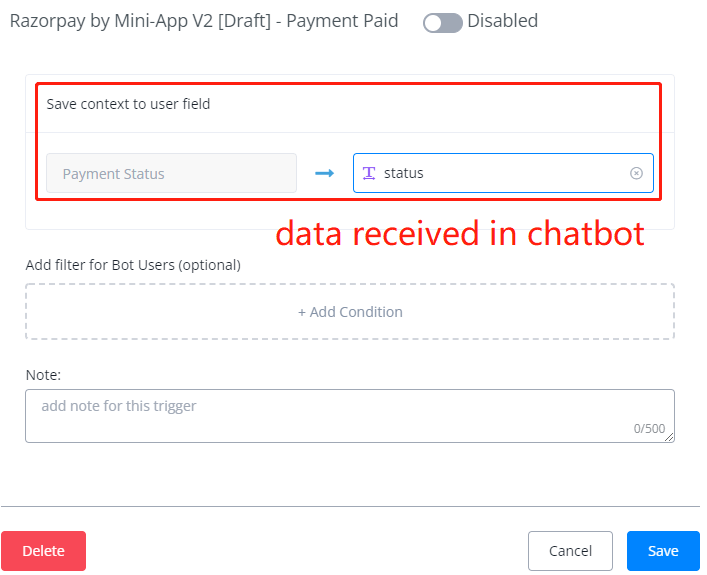 Razorpay by Mini-App V2 [Draft] - Payment Paid Disabled
Save context to user field
Payment Status → T status
data received in chatbot
Add filter for Bot Users (optional)
+ Add Condition
Note:
add note for this trigger
0/500
Delete Cancel Save